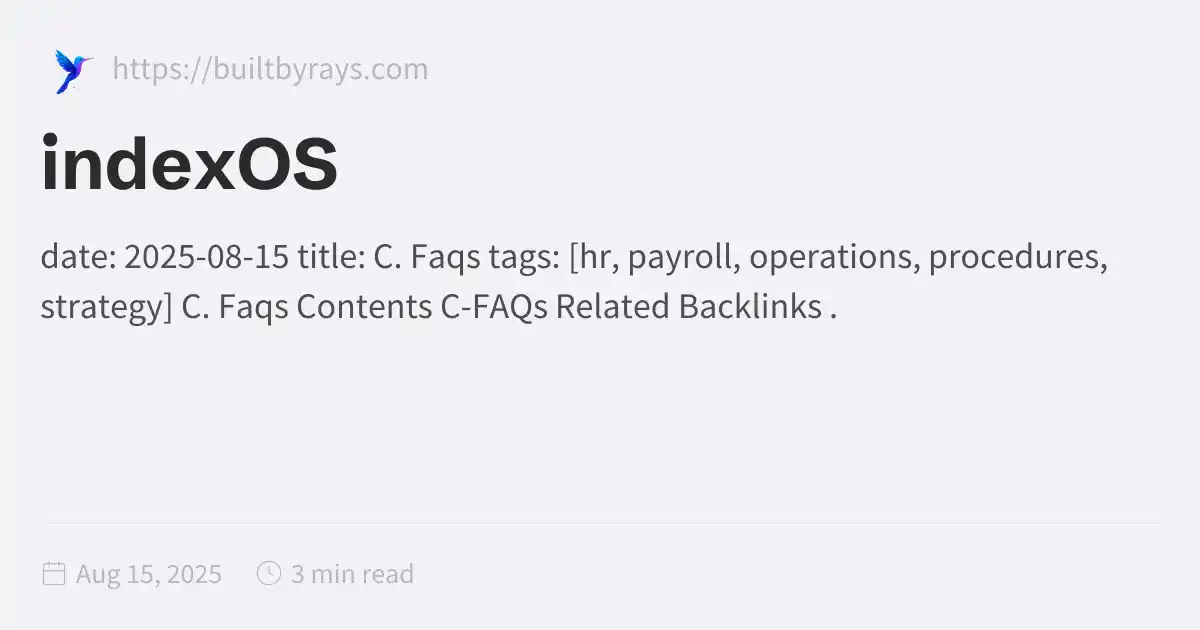 https://builtbyrays.com
indexOS
date: 2025-08-15 title: C. Faqs tags: [hr, payroll, operations, procedures,
strategy] C. Faqs Contents C-FAQs Related Backlinks .
Aug 15, 2025 3 min read